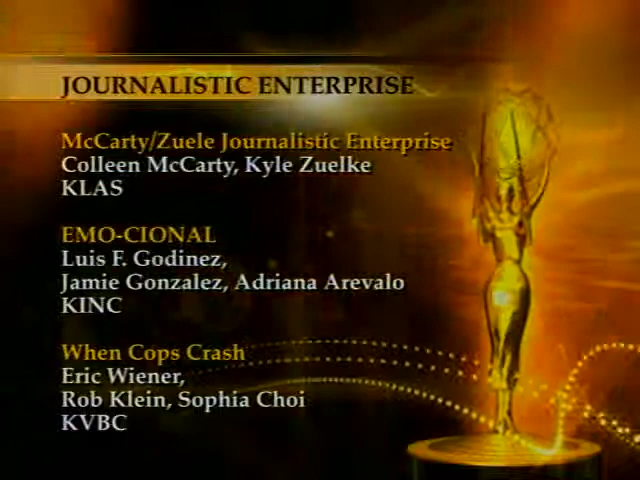 JOURNALISTIC ENTERPRISE
McCarty/Zuele Journalistic Enterprise
Colleen McCarty, Kyle Zuelke
KLAS
EMO-CIONAL
Luis F. Godinez,
Jamie Gonzalez, Adriana Arevalo
KINC
When Cops Crash
Eric Wiener,
Rob Klein, Sophia Choi
KVBC